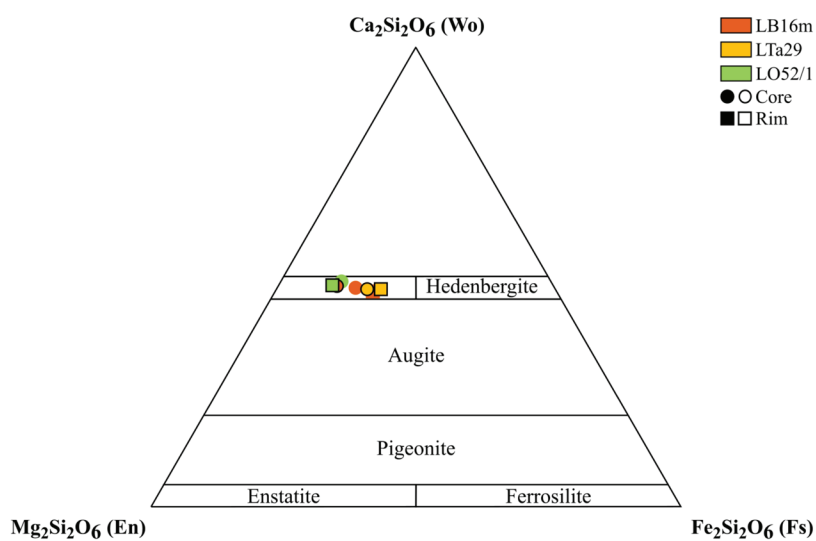 Ca₂Si₂O₆ (Wo)
LB16m
LTa29
LO52/1
Core
Rim
Hedenbergite
Augite
Pigeonite
Enstatite
Ferrosilite
Mg₂Si₂O₆ (En)
Fe₂Si₂O₆ (Fs)